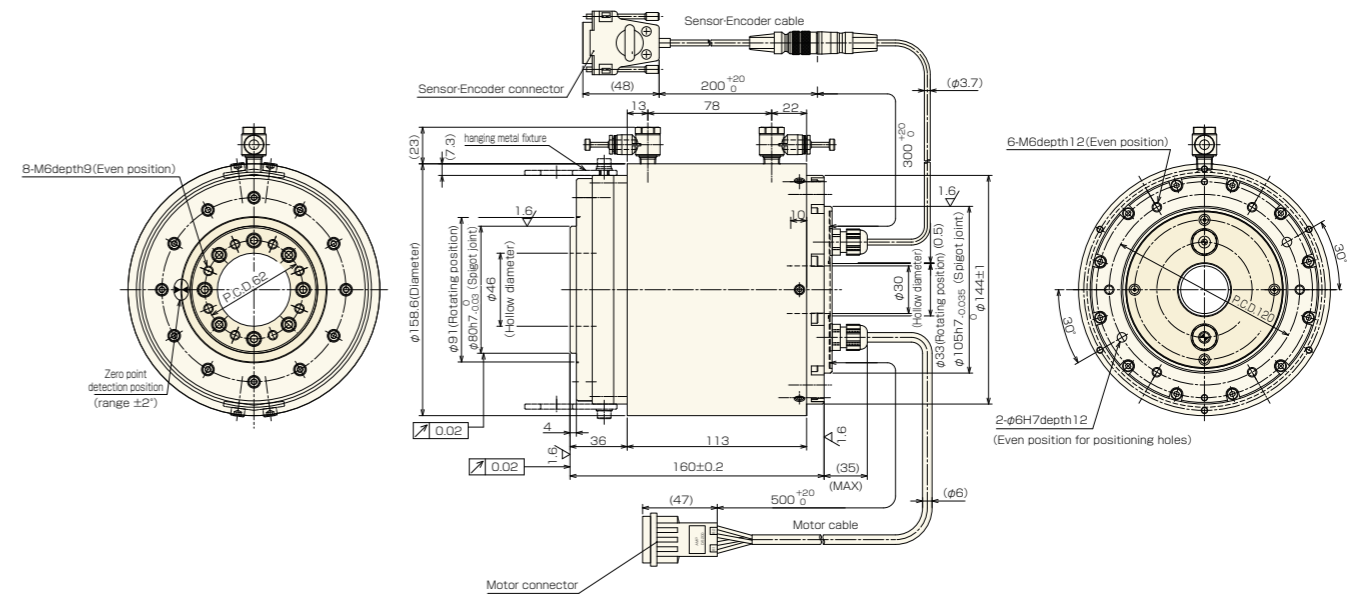 Sensor-Encoder cable
Sensor-Encoder connector
(48)
200 +20 0
(φ3.7)
13
78
22
300 +20 0
(23)
(7.3)
hanging metal fixture
8-M6depth9(Even position)
6-M6depth12(Even position)
1.6
1.6
10
φ158.6(Diameter)
φ91(Rotating position)
φ80h7 0 -0.03 (Spigot joint)
φ46
(Hollow diameter)
φ30
(Hollow diameter)
φ33(Rotating position) (0.5)
φ105h7 0 -0.035 (Spigot joint)
φ144±1
P.C.D.62
P.C.D.120
30°
30°
Zero point
detection position
(range ±2°)
2-φ6H7depth12
(Even position for positioning holes)
0.02
4
36
113
1.6
1.6
0.02
160±0.2
(35)
(MAX)
(47)
500 +20 0
(φ6)
Motor cable
Motor connector